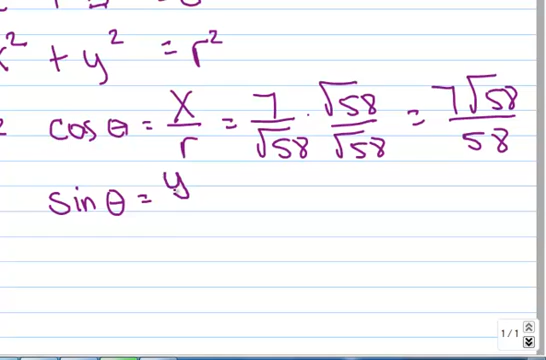 x² + y² = r²
cos θ = x/r = 7/√58 · √58/√58 = 7√58/58
sin θ = y
1 / 1